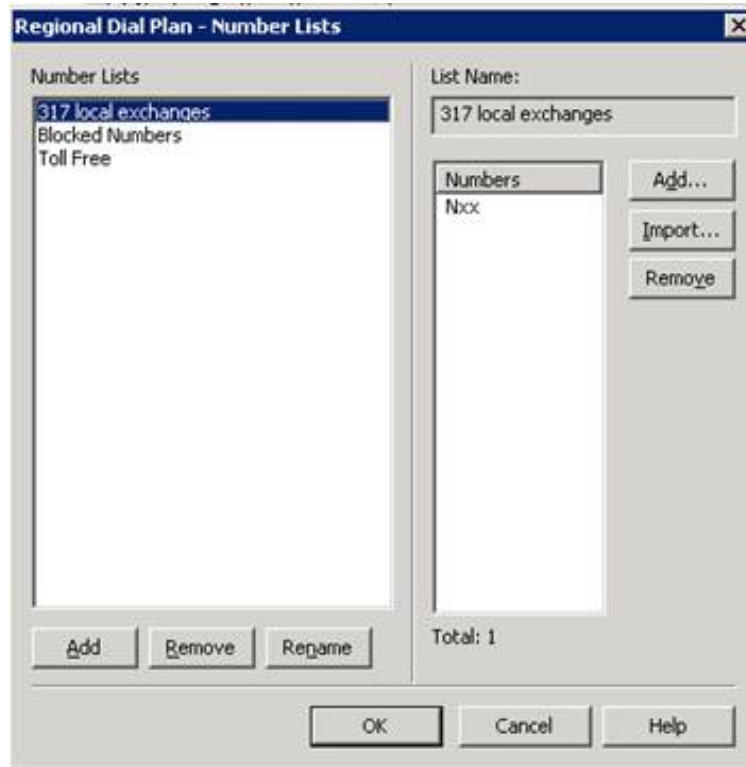 Regional Dial Plan - Number Lists
Number Lists
317 local exchanges
Blocked Numbers
Toll Free
Add
Remove
Rename
List Name:
317 local exchanges
Numbers
Nxx
Add...
Import...
Remove
Total: 1
OK
Cancel
Help